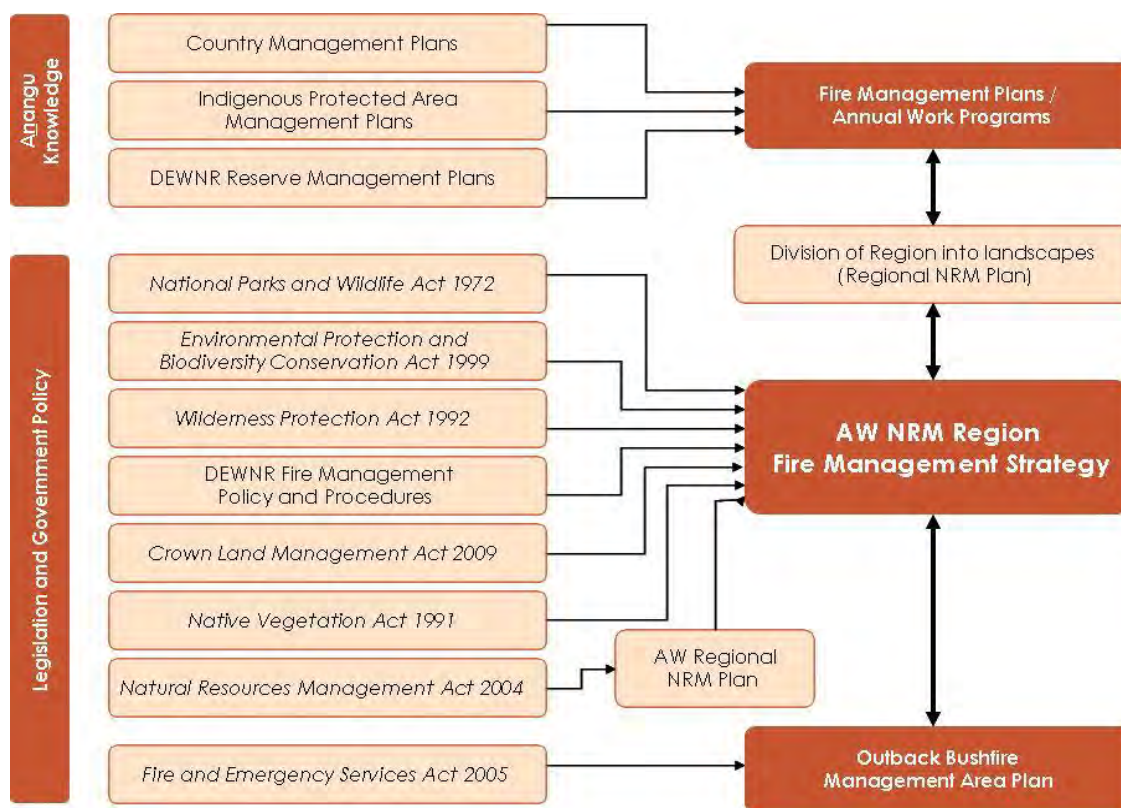 Anangu
Knowledge
Country Management Plans
Indigenous Protected Area
Management Plans
DEWNR Reserve Management Plans
Fire Management Plans /
Annual Work Programs
Division of Region into landscapes
(Regional NRM Plan)
Legislation and Government Policy
National Parks and Wildlife Act 1972
Environmental Protection and
Biodiversity Conservation Act 1999
Wilderness Protection Act 1992
DEWNR Fire Management
Policy and Procedures
Crown Land Management Act 2009
Native Vegetation Act 1991
Natural Resources Management Act 2004
Fire and Emergency Services Act 2005
AW Regional
NRM Plan
AW NRM Region
Fire Management Strategy
Outback Bushfire
Management Area Plan